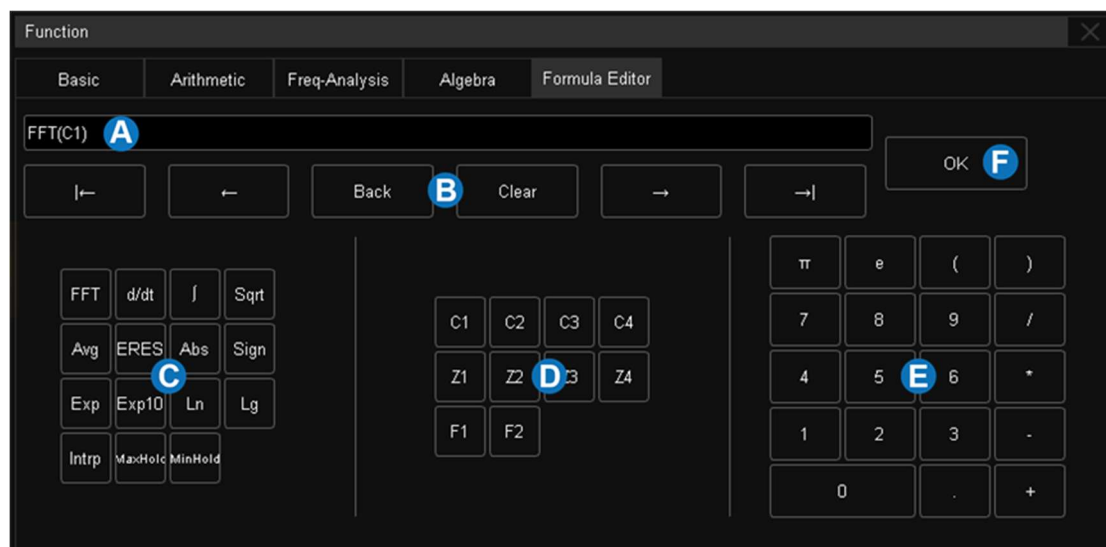 Function
Basic Arithmetic Freq-Analysis Algebra Formula Editor
FFT(C1) A
OK F
|← ← Back B Clear → →|
FFT d/dt ∫ Sqrt
Avg ERES Abs Sign
C
Exp Exp10 Ln Lg
Intrp MaxHold MinHold
C1 C2 C3 C4
Z1 Z2 D Z3 Z4
F1 F2
π e ( )
7 8 9 /
4 5 E 6 *
1 2 3 -
0 . +